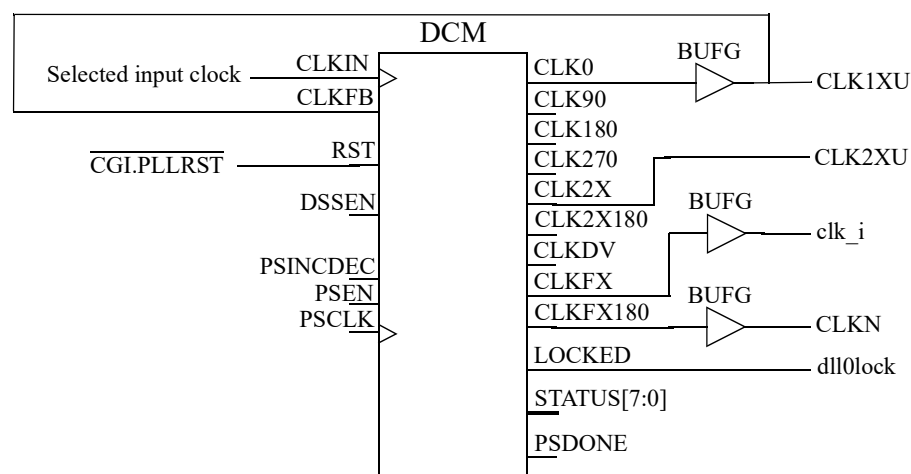 DCM
BUFG
Selected input clock
CLKIN
CLK0
CLK1XU
CLKFB
CLK90
CLK180
CGI.PLLRST
RST
CLK270
CLK2XU
DSSEN
CLK2X
BUFG
CLK2X180
clk_i
CLKDV
PSINCDEC
CLKFX
PSEN
BUFG
PSCLK
CLKFX180
CLKN
LOCKED
dll0lock
STATUS[7:0]
PSDONE